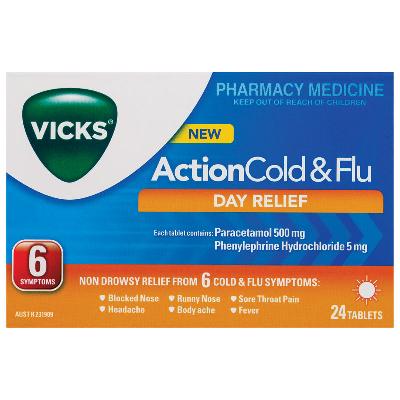 PHARMACY MEDICINE
KEEP OUT OF REACH OF CHILDREN
VICKS®
NEW
ActionCold & Flu
DAY RELIEF
Each tablet contains: Paracetamol 500 mg
Phenylephrine Hydrochloride 5 mg
6
SYMPTOMS
NON DROWSY RELIEF FROM 6 COLD & FLU SYMPTOMS:
• Blocked Nose • Runny Nose • Sore Throat Pain
• Headache • Body ache • Fever
AUST R 231909
24 TABLETS